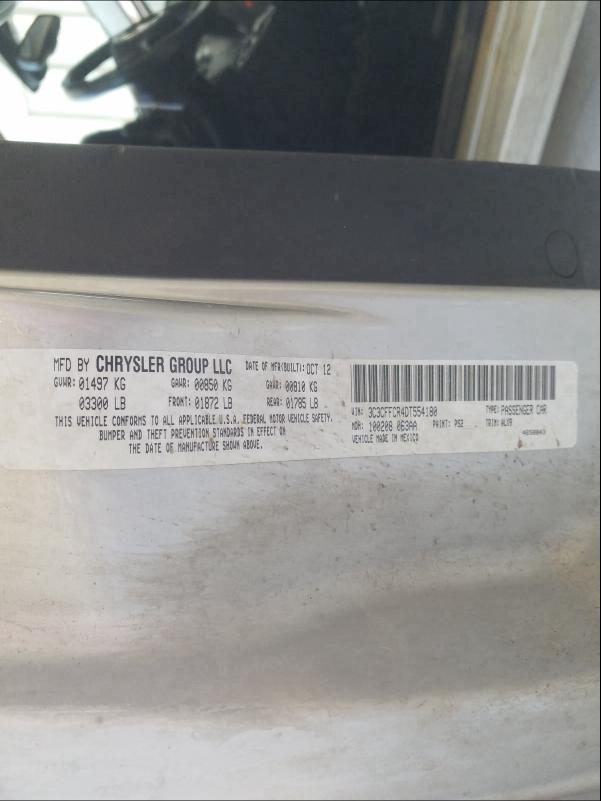 MFD BY CHRYSLER GROUP LLC DATE OF MFR(BUILT): OCT 12
GVWR: 01497 KG GAWR: 00850 KG GAWR: 00810 KG
03300 LB FRONT: 01872 LB REAR: 01785 LB
THIS VEHICLE CONFORMS TO ALL APPLICABLE U.S.A. FEDERAL MOTOR VEHICLE SAFETY,
BUMPER AND THEFT PREVENTION STANDARDS IN EFFECT ON
THE DATE OF MANUFACTURE SHOWN ABOVE.
VIN: 3C3CFFCR4DT554180 TYPE: PASSENGER CAR
MDH: 100208 063AA PAINT: PS2 TRIM: ALX9
VEHICLE MADE IN MEXICO